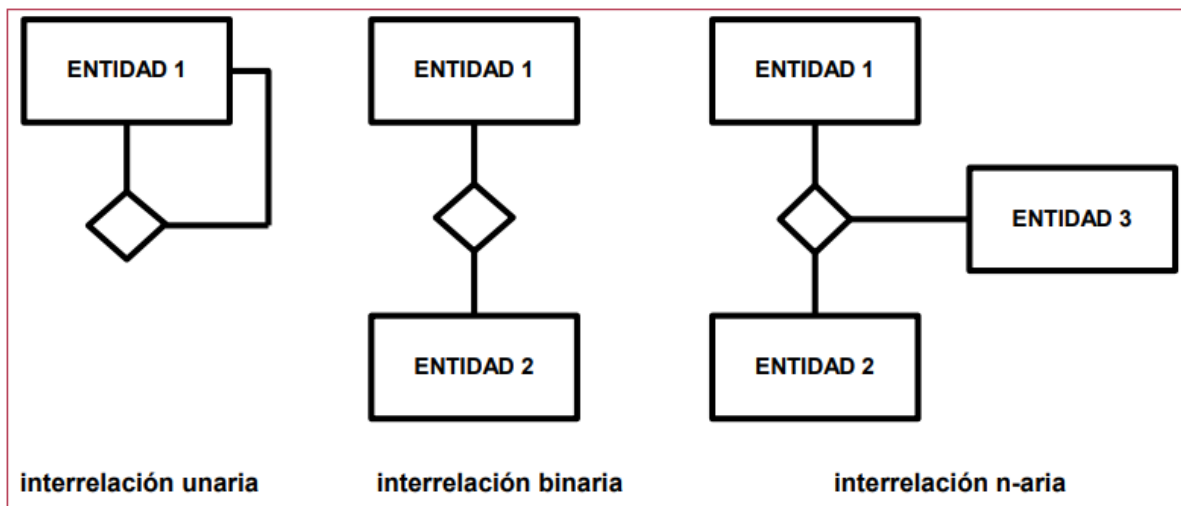 ENTIDAD 1
ENTIDAD 1
ENTIDAD 1
ENTIDAD 3
ENTIDAD 2
ENTIDAD 2
interrelación unaria
interrelación binaria
interrelación n-aria